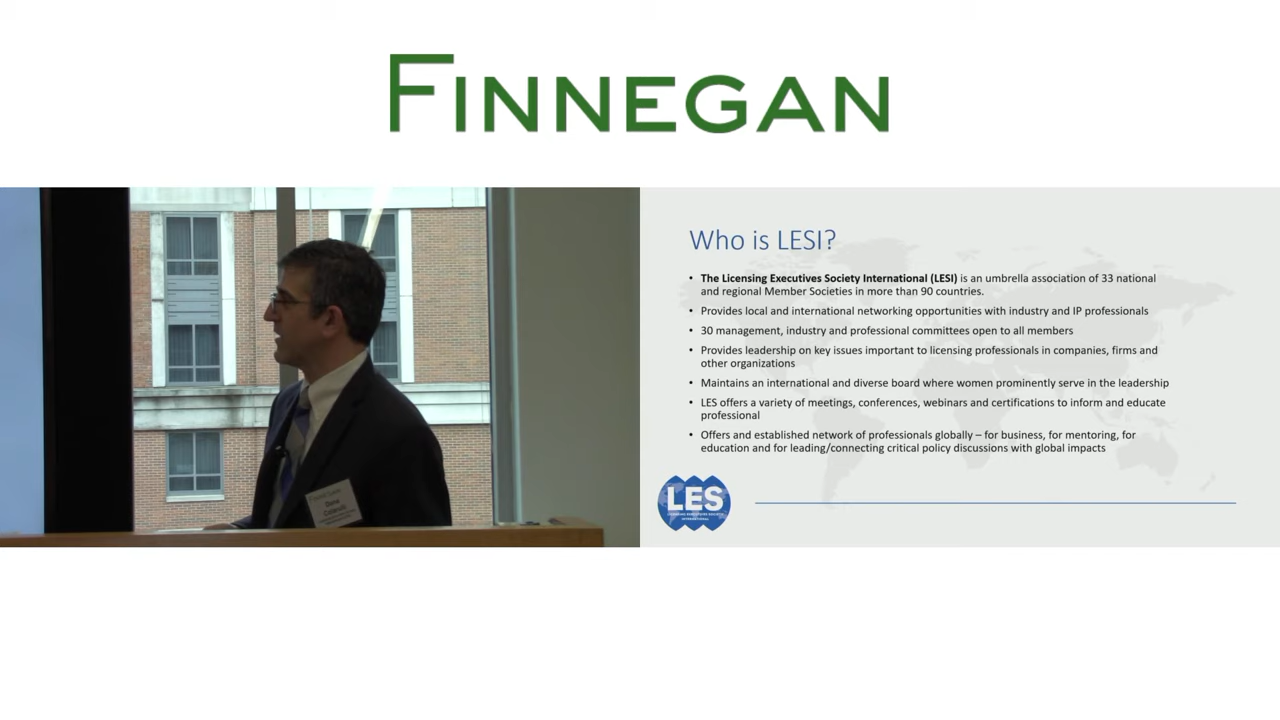 FINNEGAN
Who is LESI?
• The Licensing Executives Society International (LESI) is an umbrella association of 33 national
and regional Member Societies in more than 90 countries.
• Provides local and international networking opportunities with industry and IP professionals
• 30 management, industry and professional committees open to all members
• Provides leadership on key issues important to licensing professionals in companies, firms and
other organizations
• Maintains an international and diverse board where women prominently serve in the leadership
• LES offers a variety of meetings, conferences, webinars and certifications to inform and educate
professional
• Offers and established network of professionals globally – for business, for mentoring, for
education and for leading/connecting critical policy discussions with global impacts
LES
LICENSING EXECUTIVES SOCIETY
INTERNATIONAL